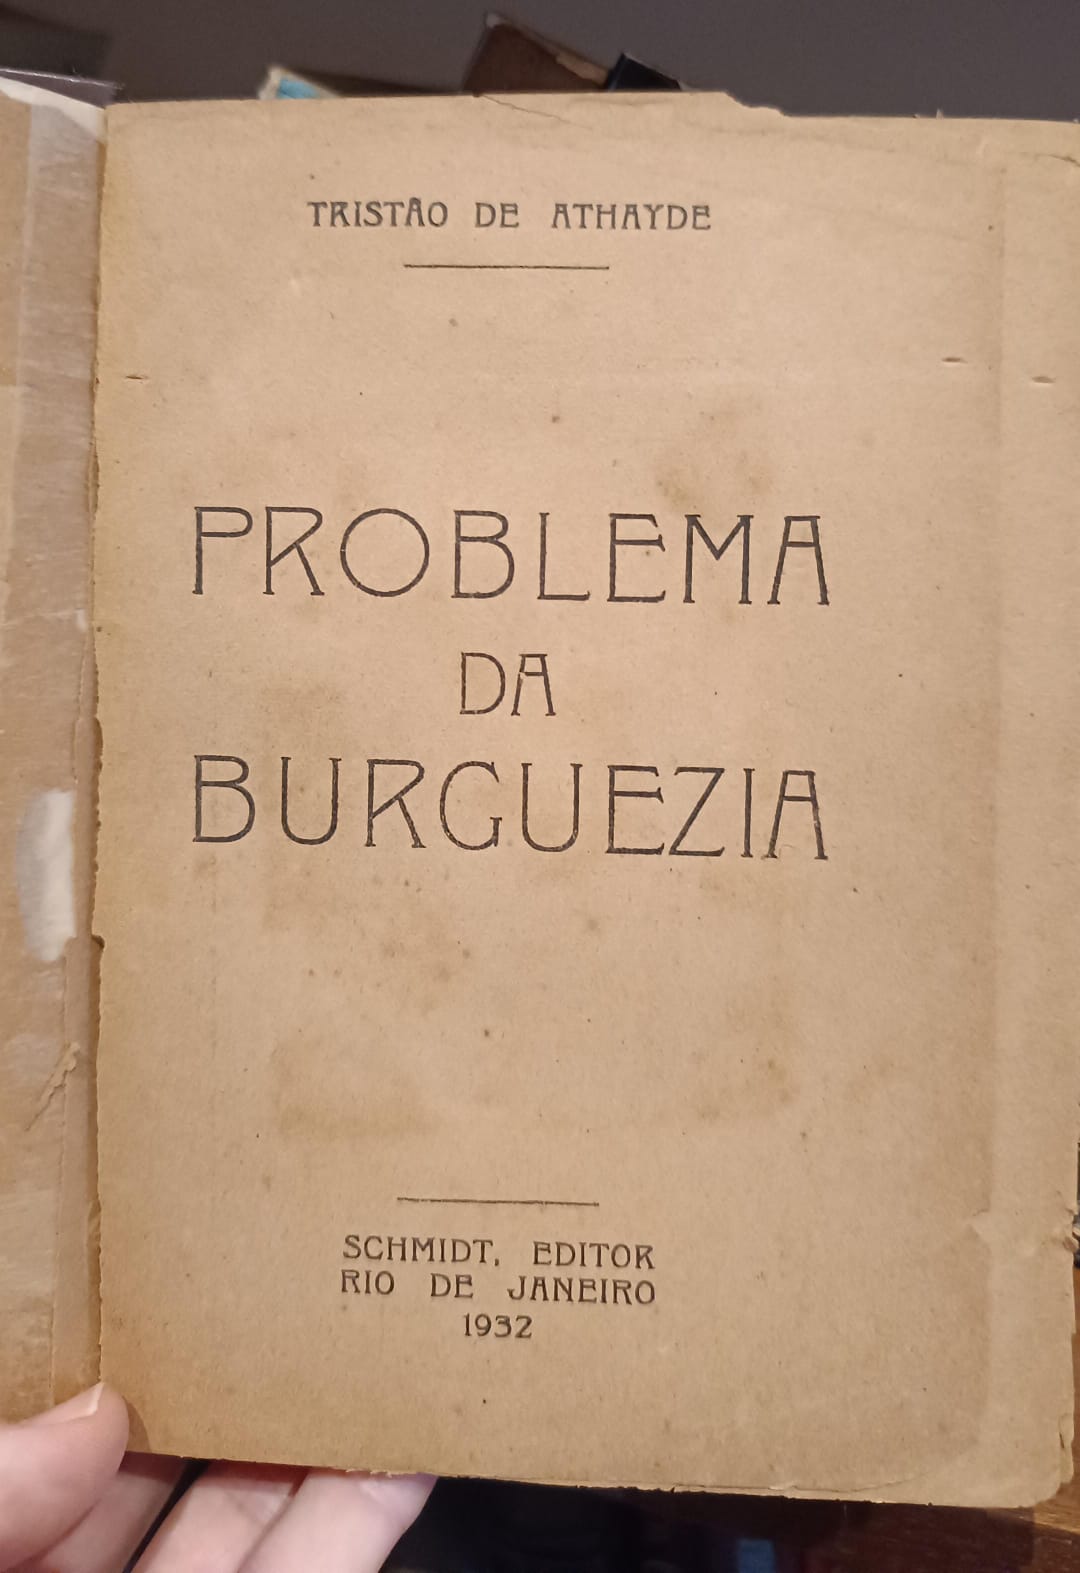 TRISTÃO DE ATHAYDE
PROBLEMA
DA
BURGUEZIA
SCHMIDT, EDITOR
RIO DE JANEIRO
1932